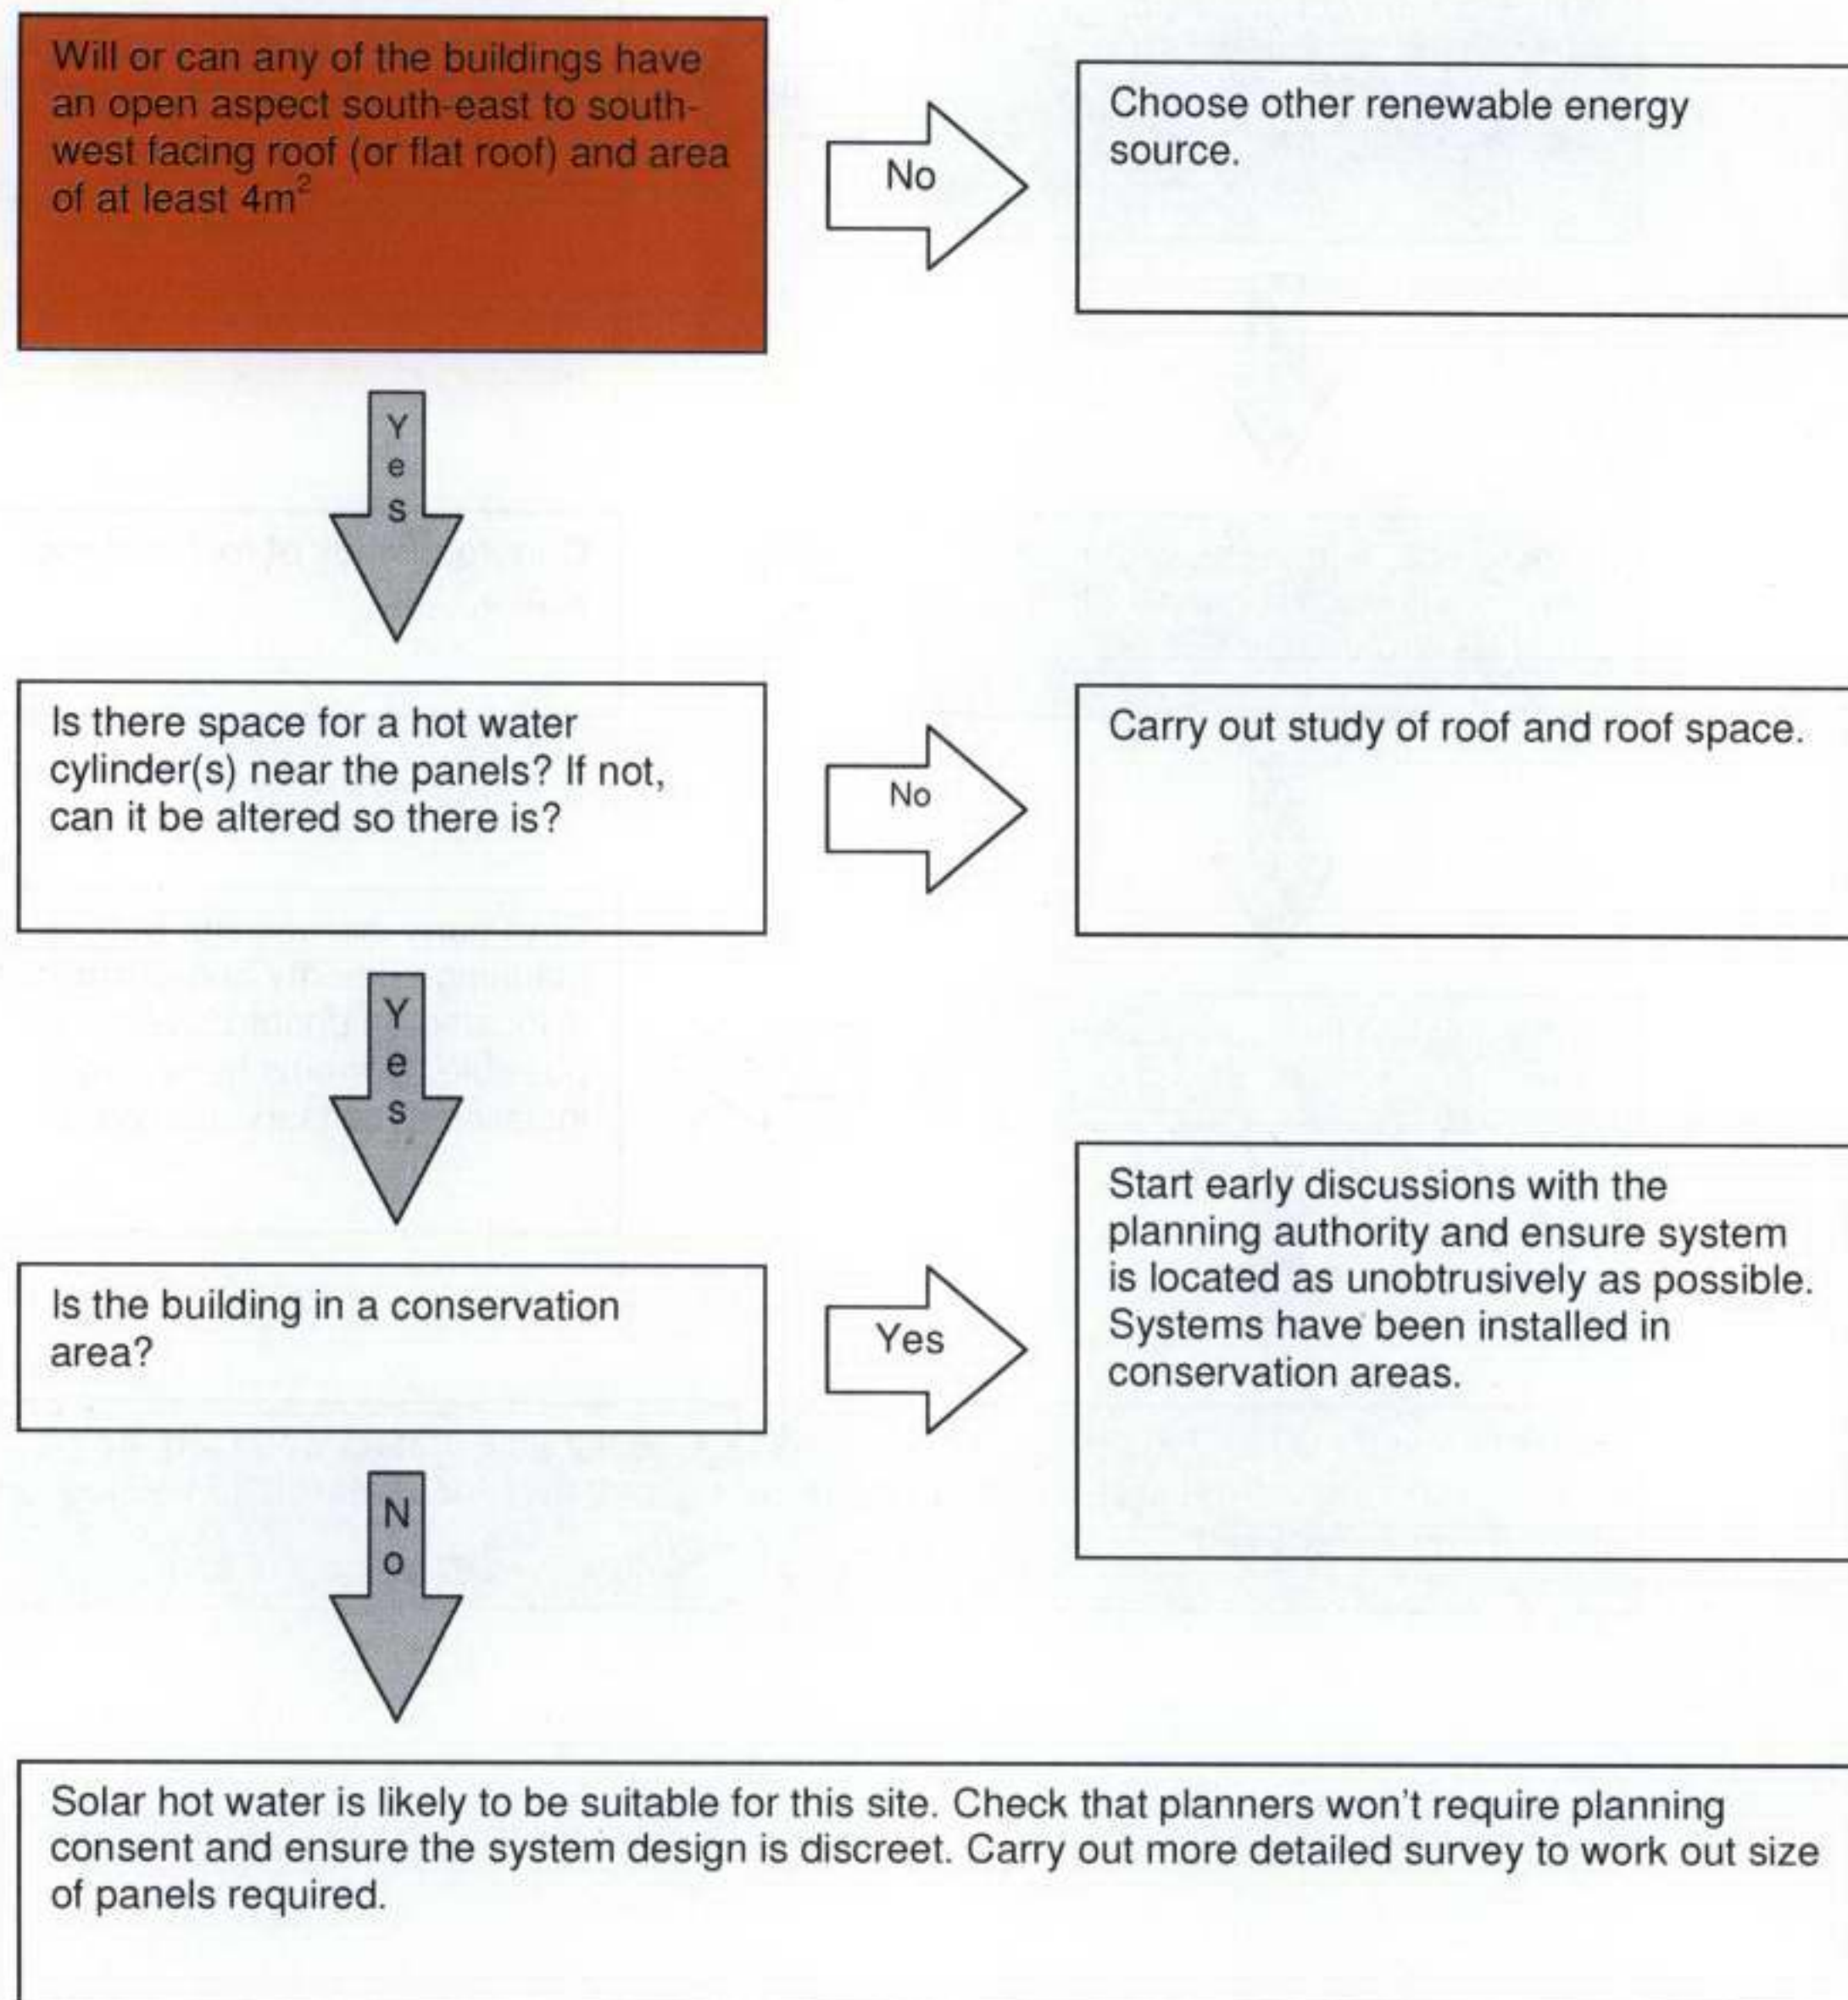 Will or can any of the buildings have
an open aspect south-east to south-
west facing roof (or flat roof) and area
of at least 4m²
No
Choose other renewable energy
source.
Yes
Is there space for a hot water
cylinder(s) near the panels? If not,
can it be altered so there is?
No
Carry out study of roof and roof space.
Yes
Is the building in a conservation
area?
Yes
Start early discussions with the
planning authority and ensure system
is located as unobtrusively as possible.
Systems have been installed in
conservation areas.
No
Solar hot water is likely to be suitable for this site. Check that planners won't require planning
consent and ensure the system design is discreet. Carry out more detailed survey to work out size
of panels required.